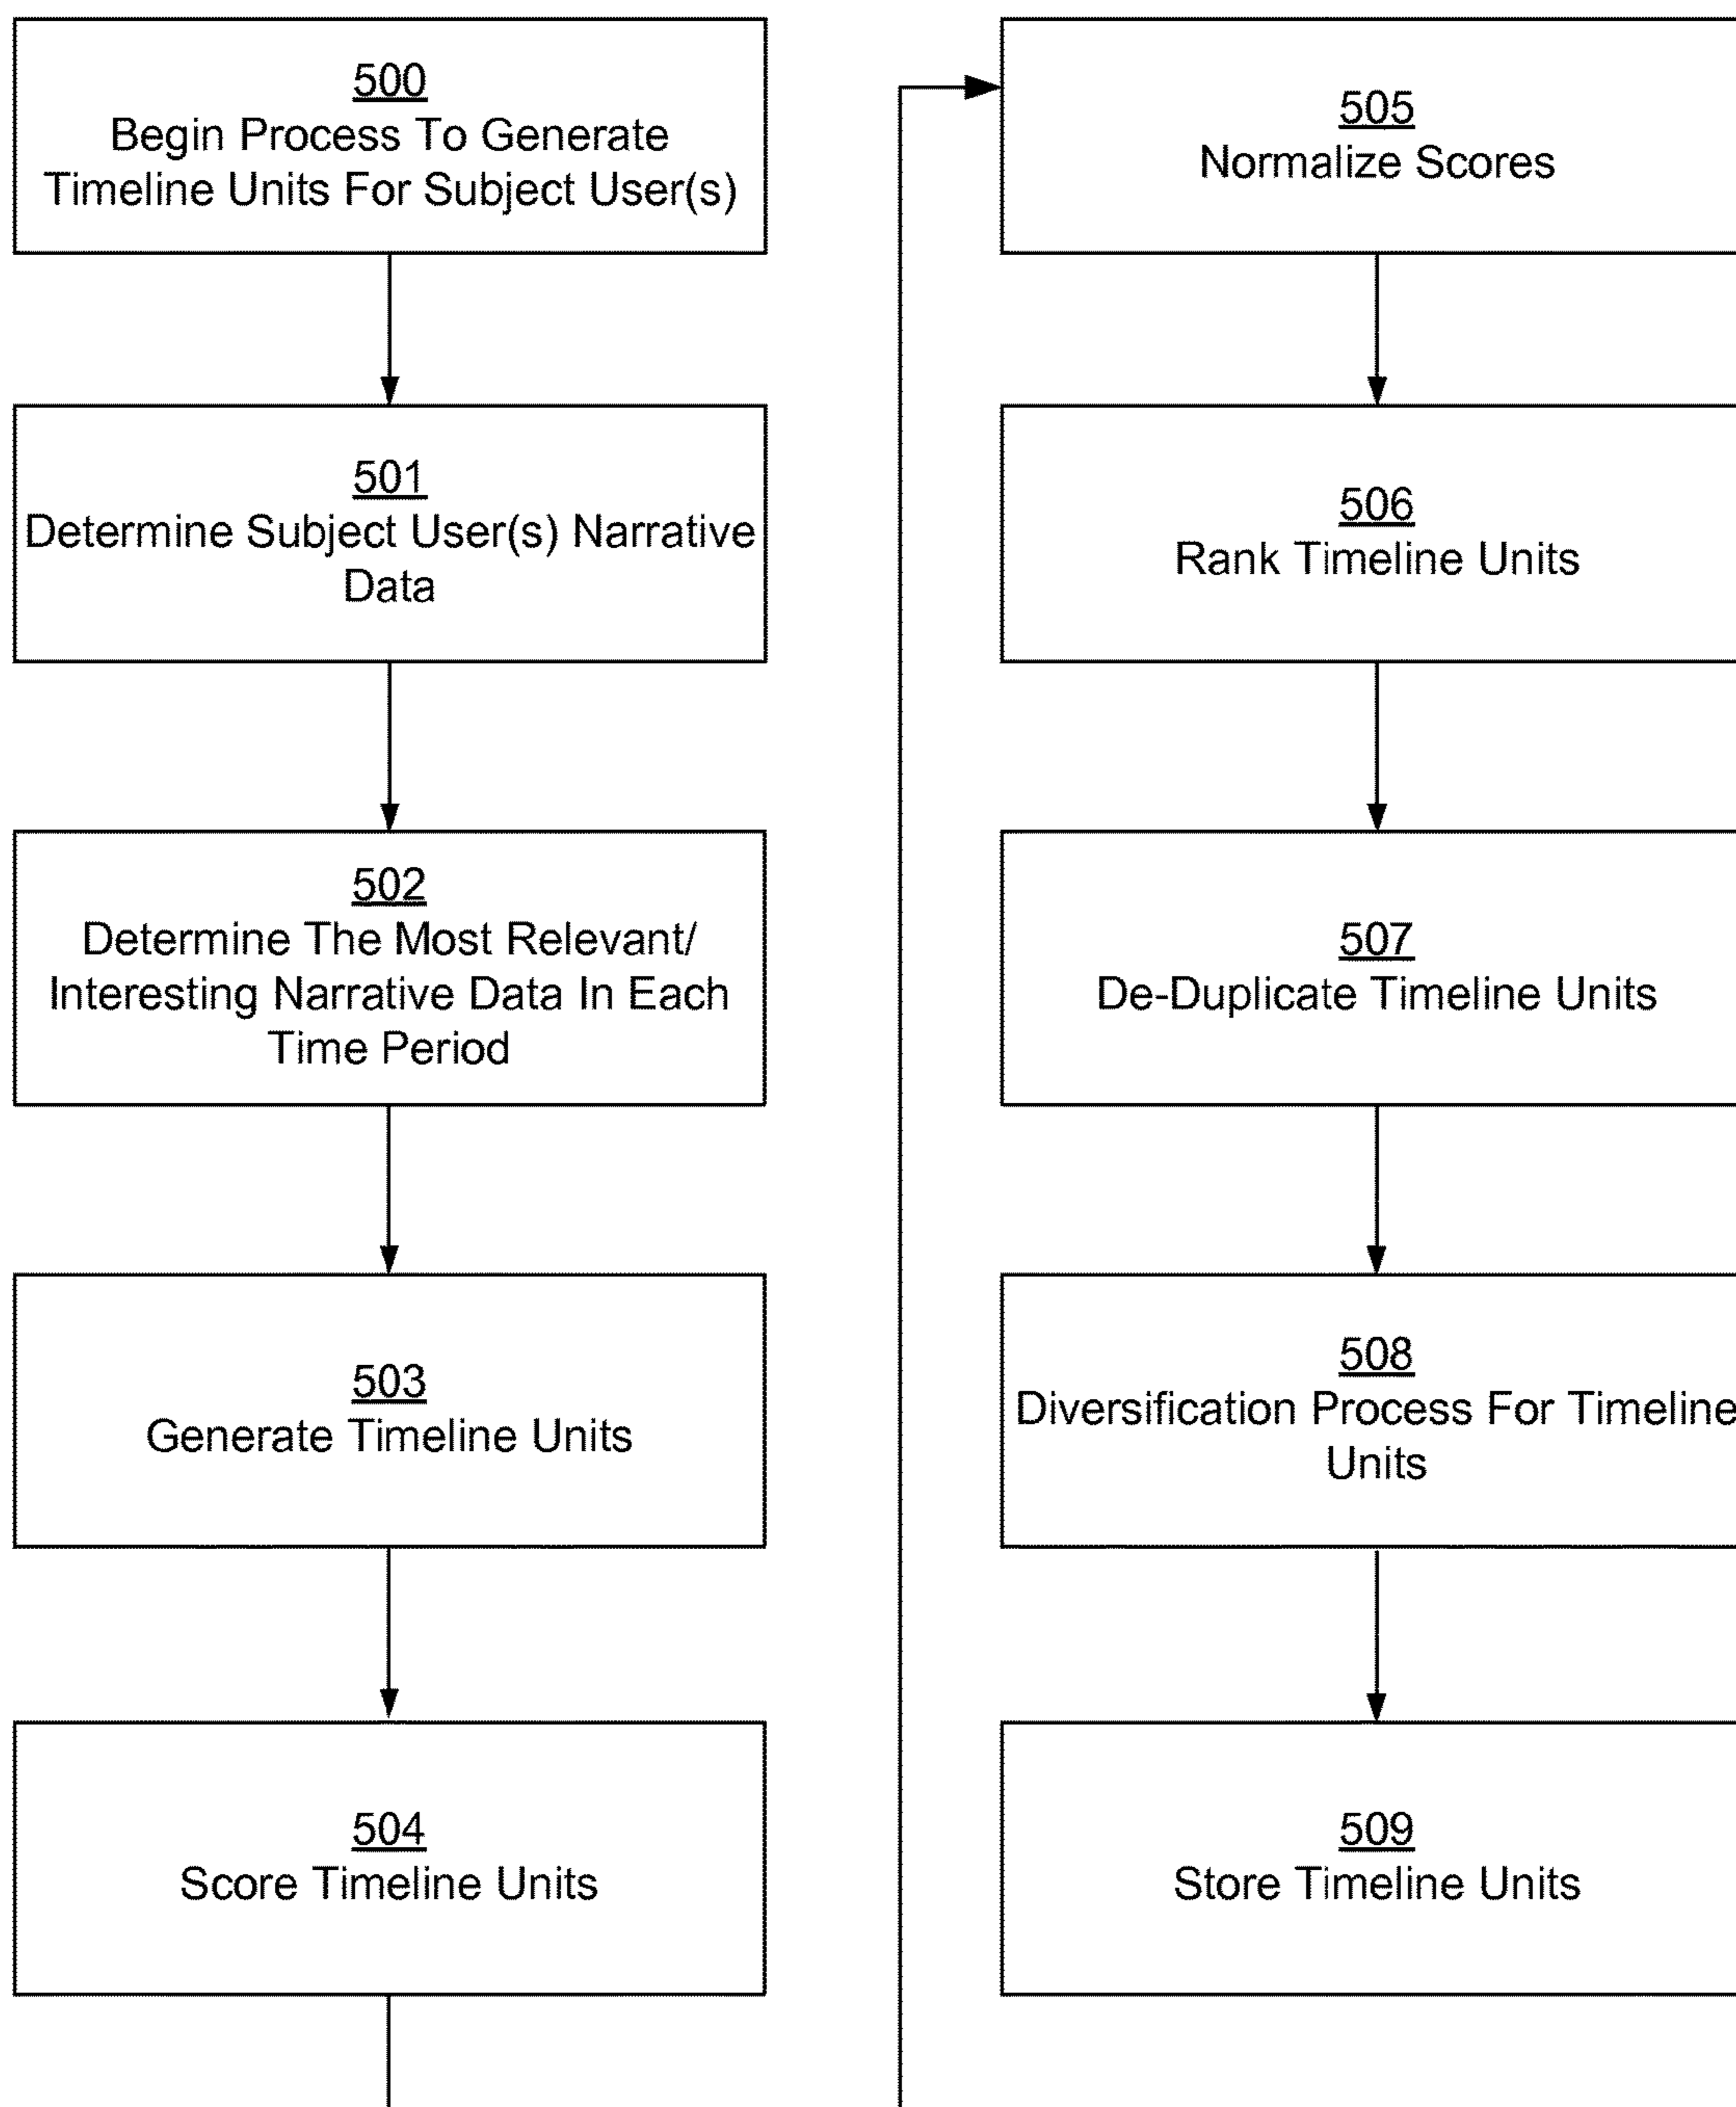 500
Begin Process To Generate
Timeline Units For Subject User(s)
501
Determine Subject User(s) Narrative
Data
502
Determine The Most Relevant/
Interesting Narrative Data In Each
Time Period
503
Generate Timeline Units
504
Score Timeline Units
505
Normalize Scores
506
Rank Timeline Units
507
De-Duplicate Timeline Units
508
Diversification Process For Timeline
Units
509
Store Timeline Units